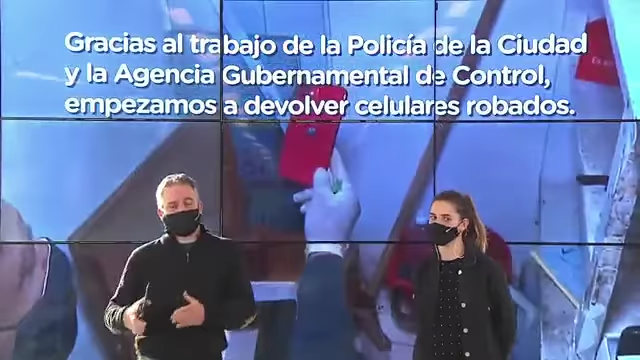 Gracias al trabajo de la Policía de la Ciudad
y la Agencia Gubernamental de Control,
empezamos a devolver celulares robados.